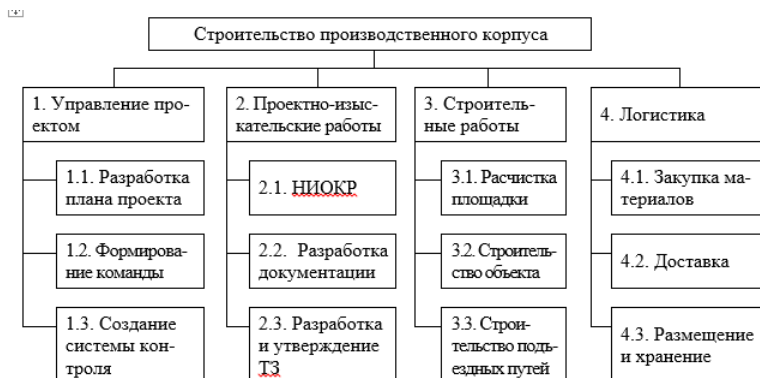 Строительство производственного корпуса
1. Управление про-
ектом
2. Проектно-изыс-
кательские работы
3. Строитель-
ные работы
4. Логистика
1.1. Разработка
плана проекта
2.1. НИОКР
3.1. Расчистка
площадки
4.1. Закупка ма-
териалов
1.2. Формирова-
ние команды
2.2. Разработка
документации
3.2. Строитель-
ство объекта
4.2. Доставка
1.3. Создание
системы кон-
троля
2.3. Разработка
и утверждение
ТЗ
3.3. Строи-
тельство подъ-
ездных путей
4.3. Размещение
и хранение